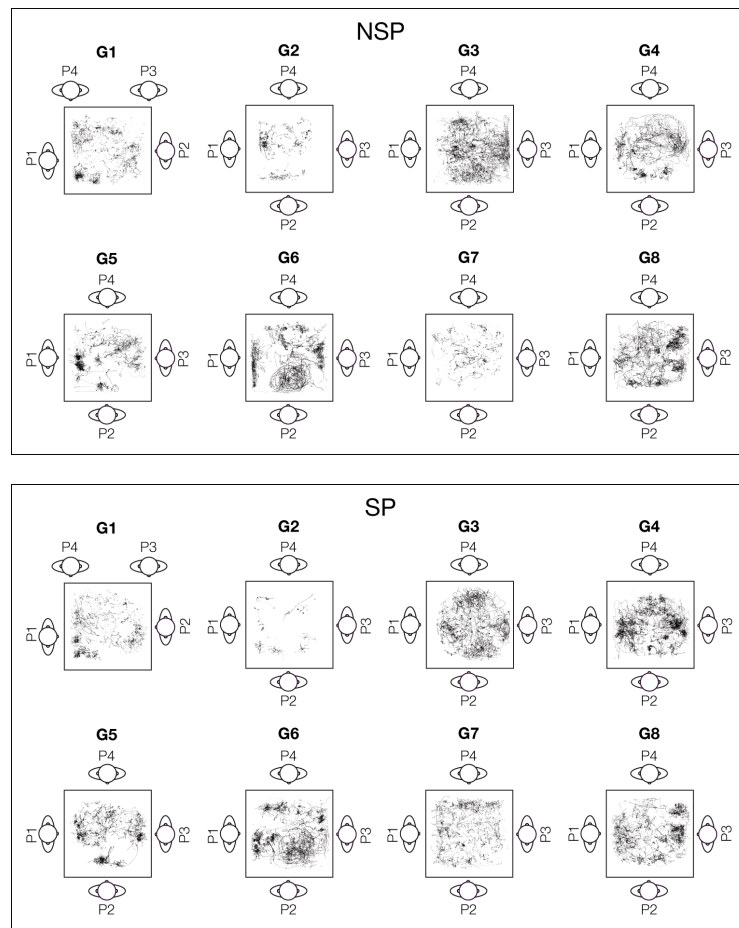 NSP
G1 G2 G3 G4
P4 P3 P4 P4 P4
P1 P2 P1 P3 P1 P3 P1 P3
P2 P2 P2
G5 G6 G7 G8
P4 P4 P4 P4
P1 P3 P1 P3 P1 P3 P1 P3
P2 P2 P2 P2
SP
G1 G2 G3 G4
P4 P3 P4 P4 P4
P1 P2 P1 P3 P1 P3 P1 P3
P2 P2 P2
G5 G6 G7 G8
P4 P4 P4 P4
P1 P3 P1 P3 P1 P3 P1 P3
P2 P2 P2 P2